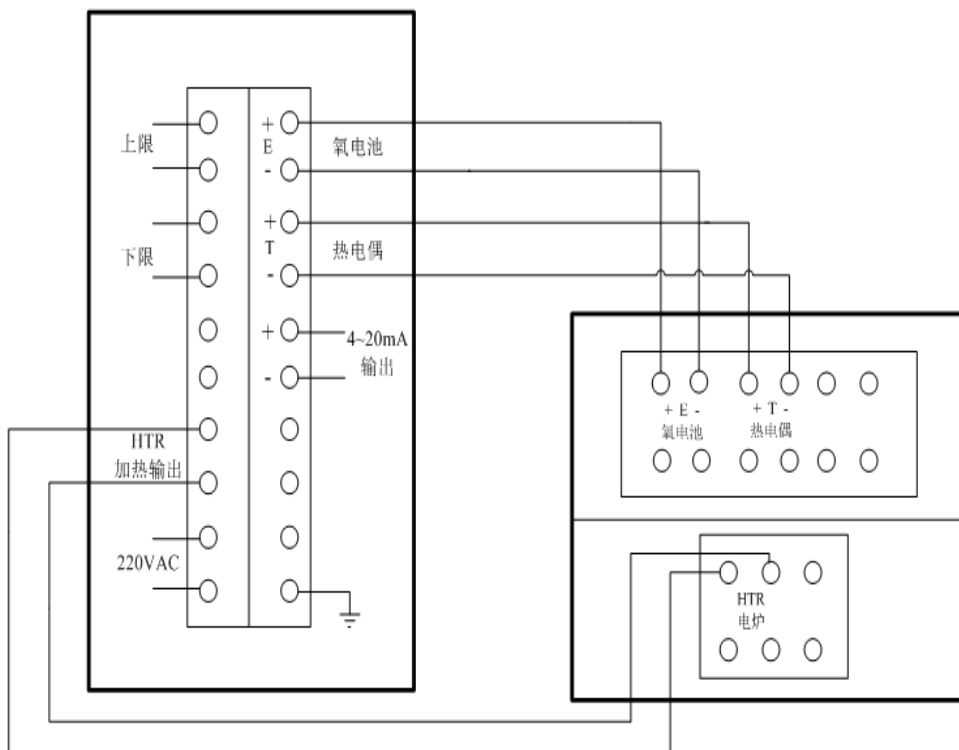 上限
下限
HTR
加热输出
220VAC
+
E
-
氧电池
+
T
-
热电偶
+
4~20mA
输出
-
+ E -
氧电池
+ T -
热电偶
HTR
电炉